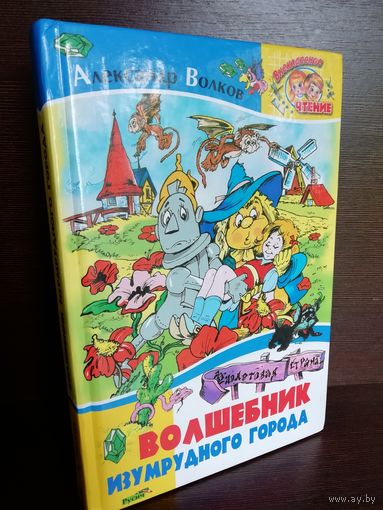 Александр Волков
Внеклассное
чтение
Фиолетовая страна
ВОЛШЕБНИК
ИЗУМРУДНОГО ГОРОДА
Русич
www.ay.by